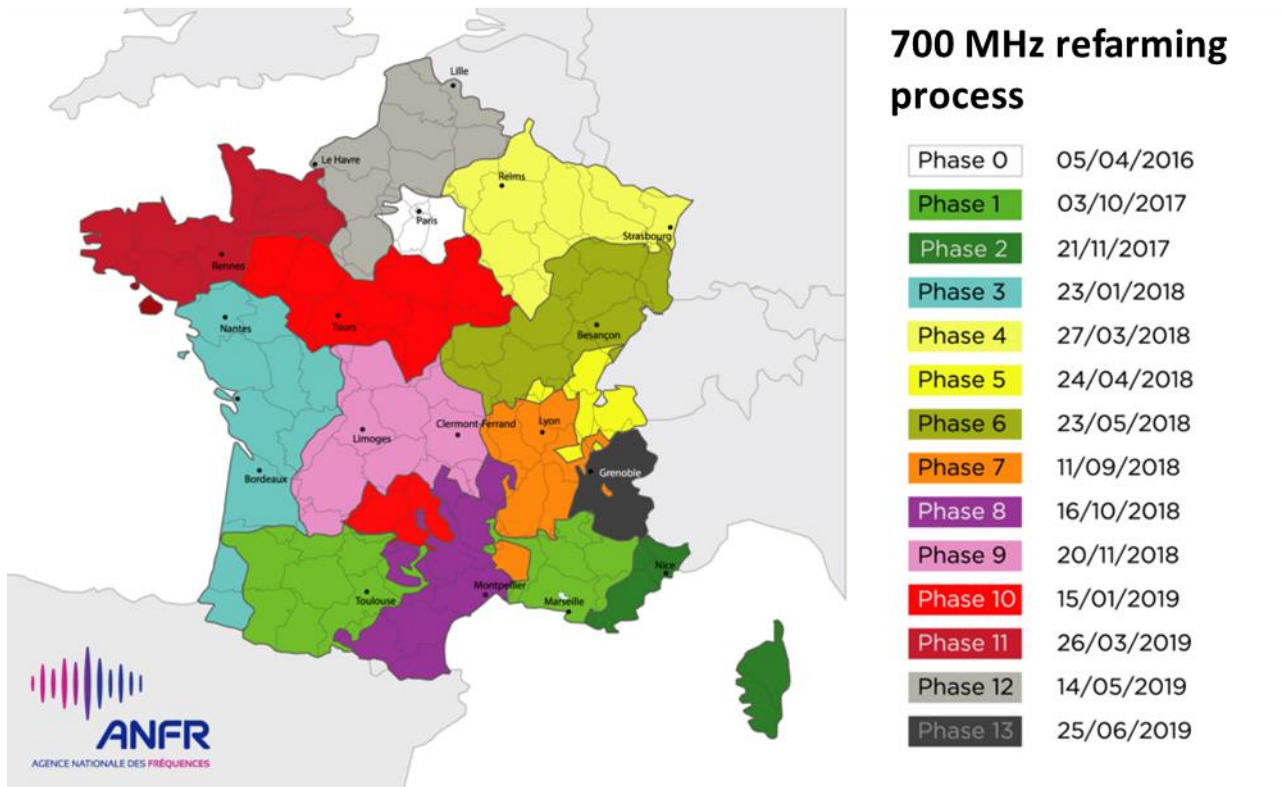 700 MHz refarming
process
Phase 0 05/04/2016
Phase 1 03/10/2017
Phase 2 21/11/2017
Phase 3 23/01/2018
Phase 4 27/03/2018
Phase 5 24/04/2018
Phase 6 23/05/2018
Phase 7 11/09/2018
Phase 8 16/10/2018
Phase 9 20/11/2018
Phase 10 15/01/2019
Phase 11 26/03/2019
Phase 12 14/05/2019
Phase 13 25/06/2019
Lille
Le Havre
Reims
Paris
Strasbourg
Rennes
Nantes
Tours
Besançon
Limoges
Clermont-Ferrand
Lyon
Bordeaux
Grenoble
Toulouse
Montpellier
Marseille
Nice
ANFR
AGENCE NATIONALE DES FRÉQUENCES